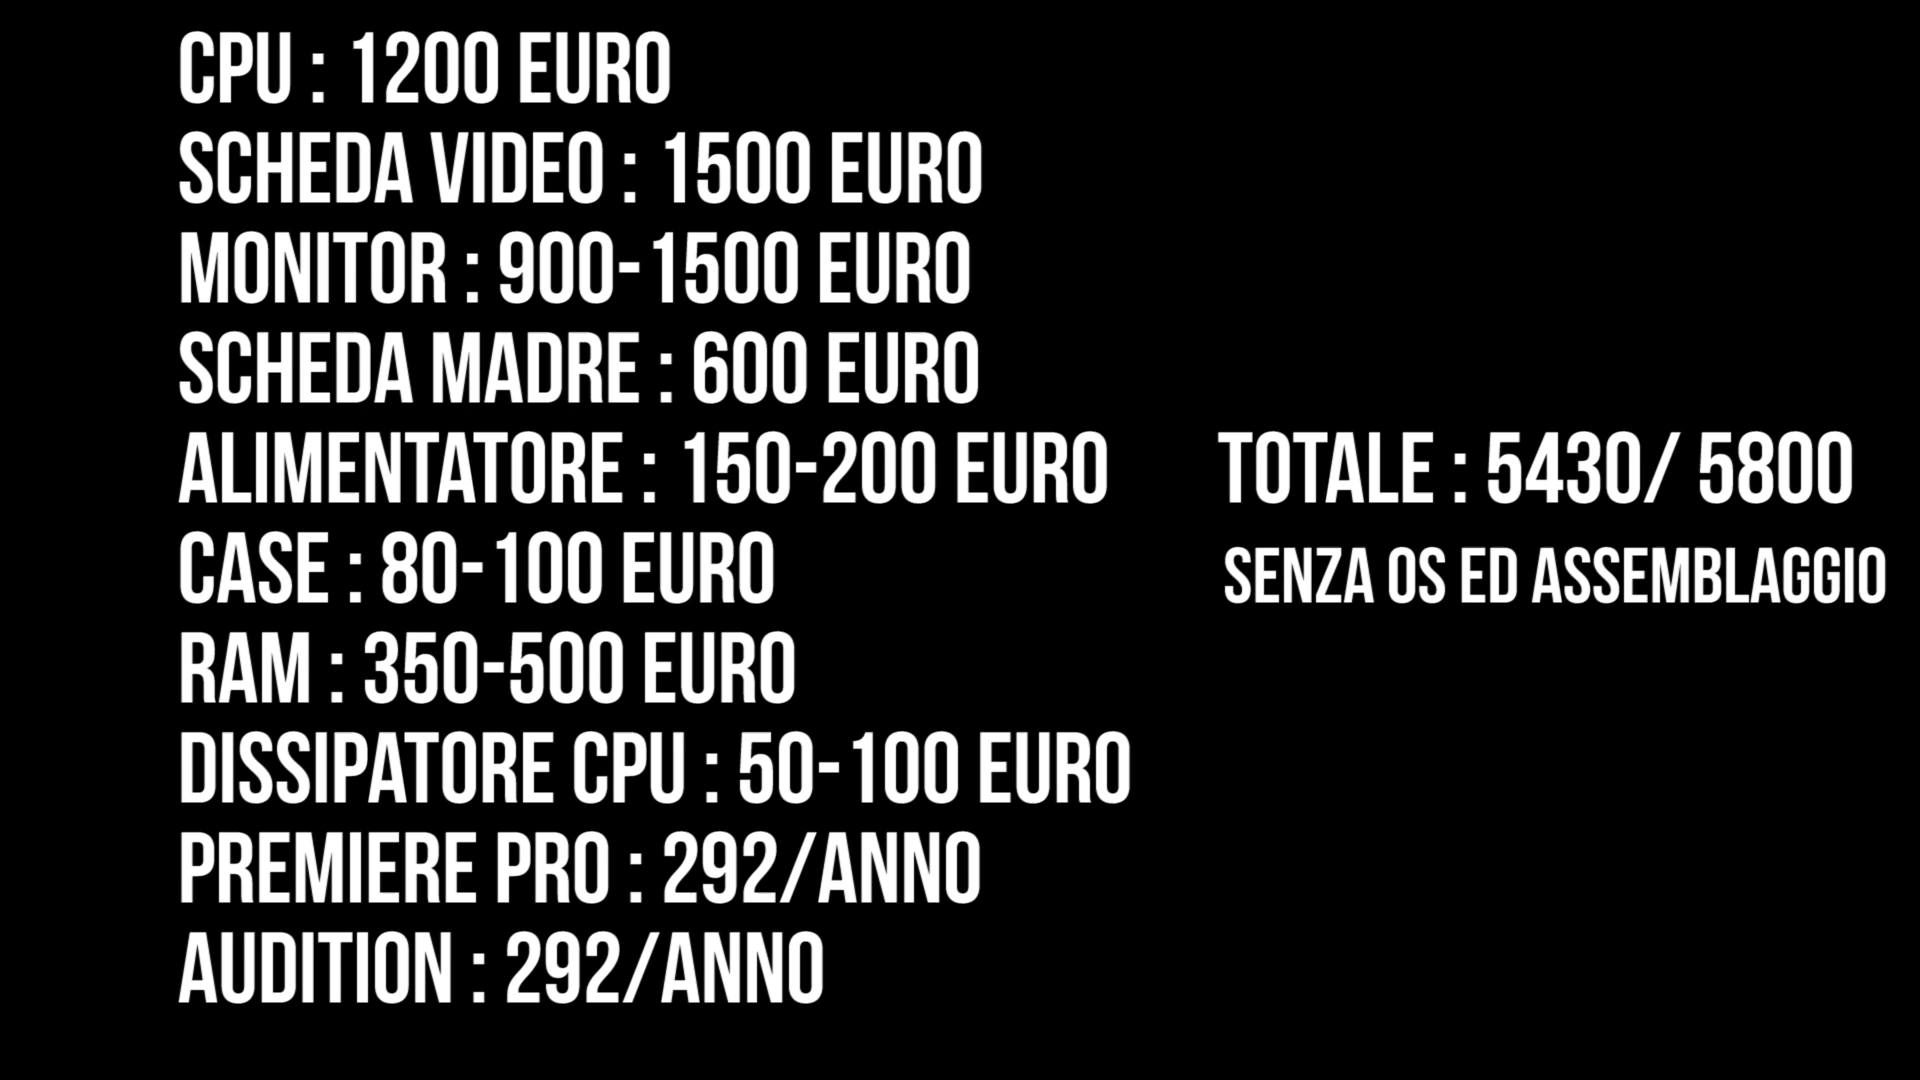 CPU : 1200 EURO
SCHEDA VIDEO : 1500 EURO
MONITOR : 900-1500 EURO
SCHEDA MADRE : 600 EURO
ALIMENTATORE : 150-200 EURO
CASE : 80-100 EURO
RAM : 350-500 EURO
DISSIPATORE CPU : 50-100 EURO
PREMIERE PRO : 292/ANNO
AUDITION : 292/ANNO
TOTALE : 5430/ 5800
SENZA OS ED ASSEMBLAGGIO